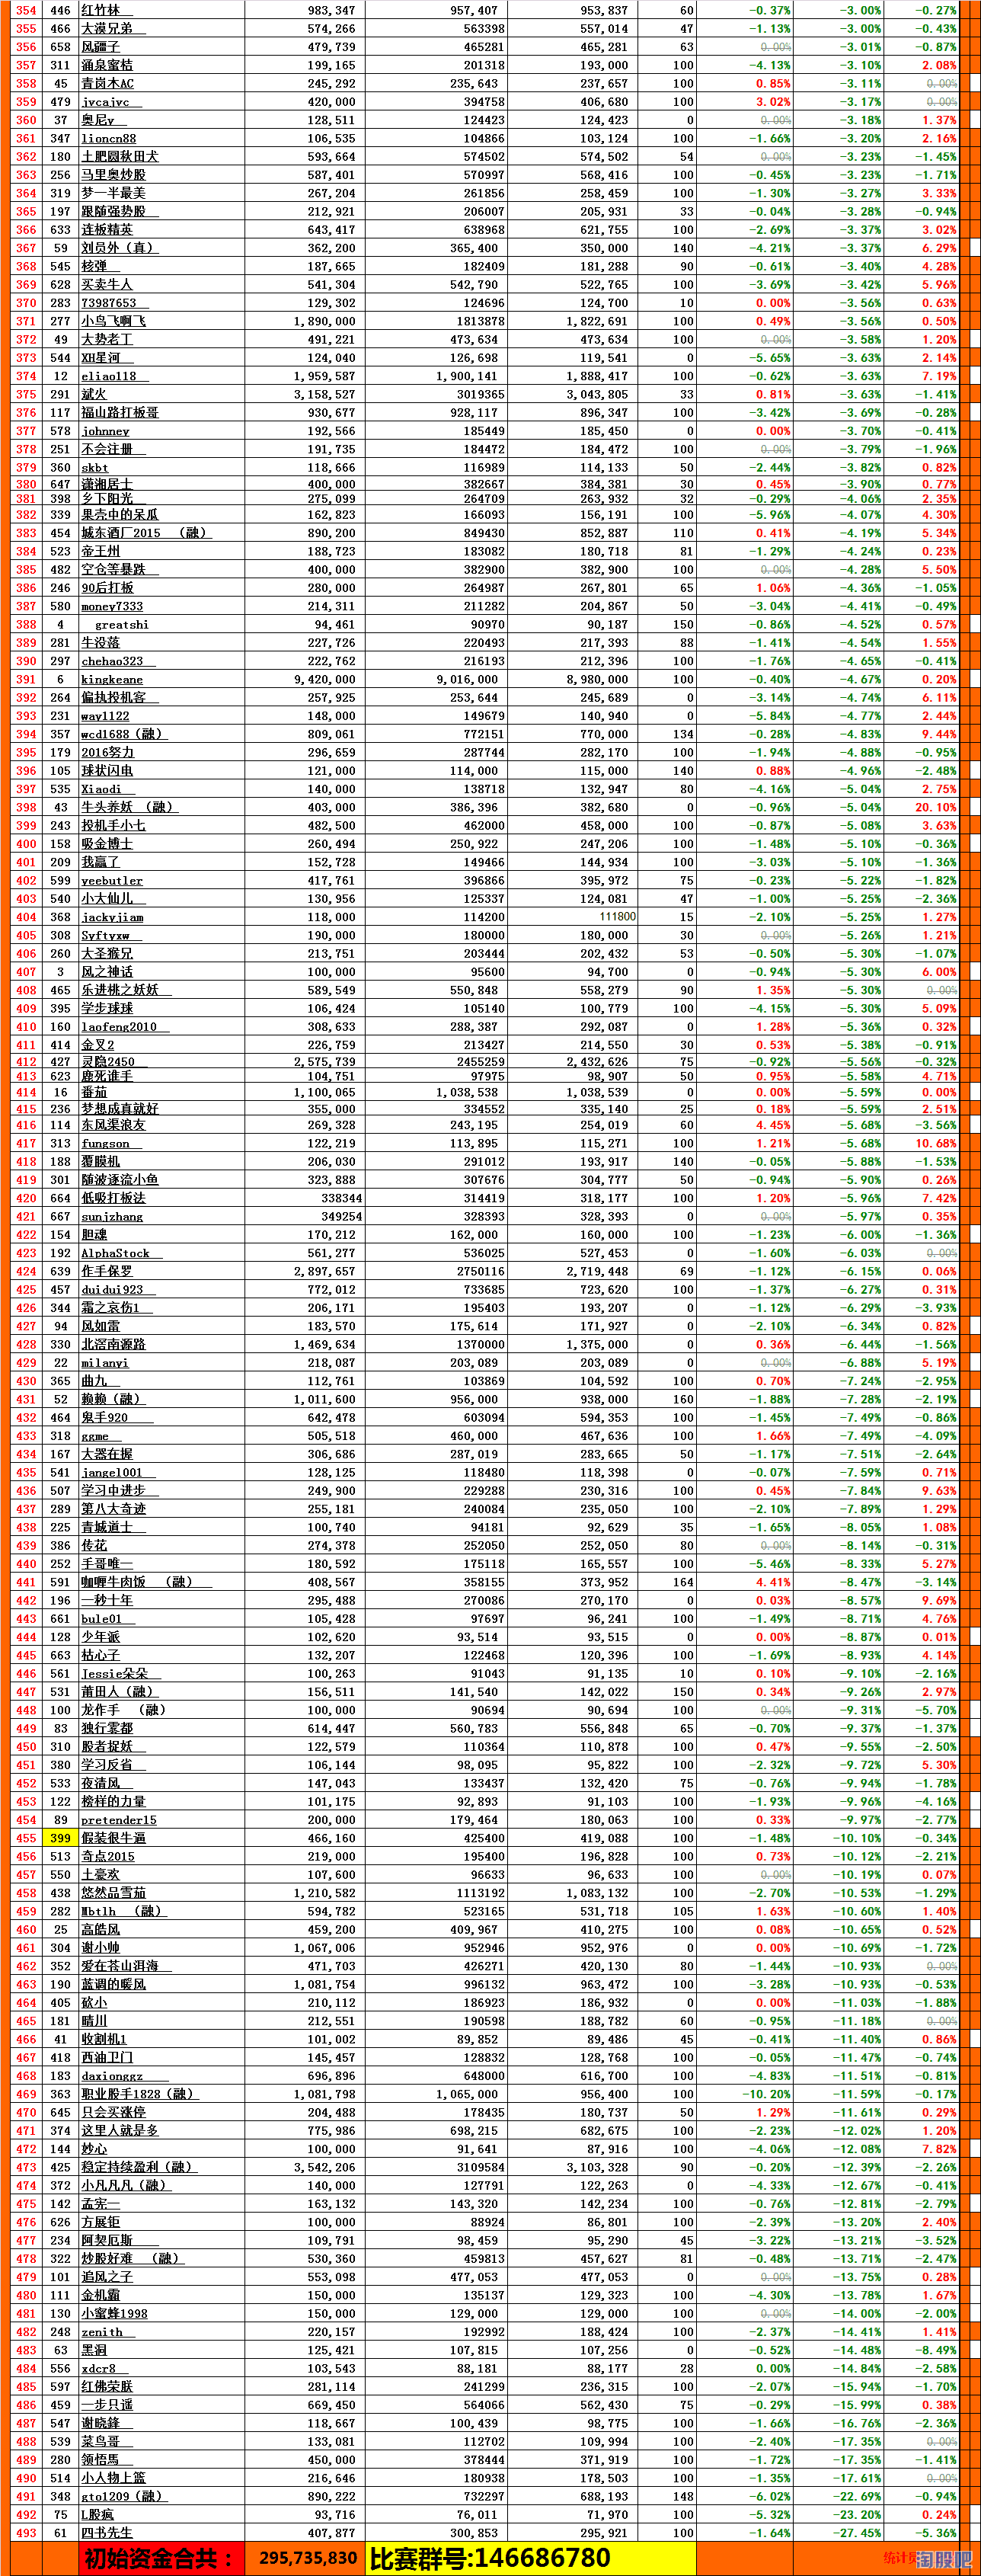 354 446 红竹林 983,347 957,407 953,837 60 -0.37% -3.00% -0.27%
355 466 大漠兄弟 574,266 563398 557,014 47 -1.13% -3.00% -0.43%
356 658 风疆子 479,739 465281 465,281 63 0.00% -3.01% -0.87%
357 311 涌泉蜜桔 199,165 201318 193,000 100 -4.13% -3.10% 2.08%
358 45 青岗木AC 245,292 235,643 237,657 100 0.85% -3.11% 0.00%
359 479 jvcajvc 420,000 394758 406,680 100 3.02% -3.17% 0.00%
360 37 奥尼v 128,511 124423 124,423 0 0.00% -3.18% 1.37%
361 347 lioncn88 106,535 104866 103,124 100 -1.66% -3.20% 2.16%
362 180 土肥圆秋田犬 593,664 574502 574,502 54 0.00% -3.23% -1.45%
363 256 马里奥炒股 587,401 570997 568,416 100 -0.45% -3.23% -1.71%
364 319 梦一半最美 267,204 261856 258,459 100 -1.30% -3.27% 3.33%
365 197 跟随强势股 212,921 206007 205,931 33 -0.04% -3.28% -0.94%
366 633 连板精英 643,417 638968 621,755 100 -2.69% -3.37% 3.02%
367 59 刘员外（真） 362,200 365,400 350,000 140 -4.21% -3.37% 6.29%
368 545 核弹 187,665 182409 181,288 90 -0.61% -3.40% 4.28%
369 628 买卖牛人 541,304 542,790 522,765 100 -3.69% -3.42% 5.96%
370 283 73987653 129,302 124696 124,700 10 0.00% -3.56% 0.63%
371 277 小鸟飞啊飞 1,890,000 1813878 1,822,691 100 0.49% -3.56% 0.50%
372 49 大势老丁 491,221 473,634 473,634 100 0.00% -3.58% 1.20%
373 544 XH星河 124,040 126,698 119,541 0 -5.65% -3.63% 2.14%
374 12 eliao118 1,959,587 1,900,141 1,888,417 100 -0.62% -3.63% 7.19%
375 291 斌火 3,158,527 3019365 3,043,805 33 0.81% -3.63% -1.41%
376 117 福山路打板哥 930,677 928,117 896,347 100 -3.42% -3.69% -0.28%
377 578 johnney 192,566 185449 185,450 0 0.00% -3.70% -0.41%
378 251 不会注册 191,735 184472 184,472 100 0.00% -3.79% -1.96%
379 360 skbt 118,666 116989 114,133 50 -2.44% -3.82% 0.82%
380 647 潇湘居士 400,000 382667 384,381 30 0.45% -3.90% 0.77%
381 398 乡下阳光 275,099 264709 263,932 32 -0.29% -4.06% 2.35%
382 339 果壳中的呆瓜 162,823 166093 156,191 100 -5.96% -4.07% 4.30%
383 454 城东酒厂2015 （融） 890,200 849430 852,887 110 0.41% -4.19% 5.34%
384 523 帝王州 188,723 183082 180,718 81 -1.29% -4.24% 0.23%
385 482 空仓等暴跌 400,000 382900 382,900 100 0.00% -4.28% 5.50%
386 246 90后打板 280,000 264987 267,801 65 1.06% -4.36% -1.05%
387 580 money7333 214,311 211282 204,867 50 -3.04% -4.41% -0.49%
388 4 greatshi 94,461 90970 90,187 150 -0.86% -4.52% 0.57%
389 281 牛没落 227,726 220493 217,393 88 -1.41% -4.54% 1.55%
390 297 chehao323 222,762 216193 212,396 100 -1.76% -4.65% -0.41%
391 6 kingkeane 9,420,000 9,016,000 8,980,000 100 -0.40% -4.67% 0.20%
392 264 偏执投机客 257,925 253,644 245,689 0 -3.14% -4.74% 6.11%
393 231 way1122 148,000 149679 140,940 0 -5.84% -4.77% 2.44%
394 357 wcd1688（融） 809,061 772151 770,000 134 -0.28% -4.83% 9.44%
395 179 2016努力 296,659 287744 282,170 100 -1.94% -4.88% -0.95%
396 105 球状闪电 121,000 114,000 115,000 140 0.88% -4.96% -2.48%
397 535 Xiaodi 140,000 138718 132,947 80 -4.16% -5.04% 2.75%
398 43 牛头养妖 （融） 403,000 386,396 382,680 0 -0.96% -5.04% 20.10%
399 243 投机手小七 482,500 462000 458,000 100 -0.87% -5.08% 3.63%
400 158 吸金博士 260,494 250,922 247,206 100 -1.48% -5.10% -0.36%
401 209 我赢了 152,728 149466 144,934 100 -3.03% -5.10% -1.36%
402 599 yeebutler 417,761 396866 395,972 75 -0.23% -5.22% -1.82%
403 540 小大仙儿 130,956 125337 124,081 47 -1.00% -5.25% -2.36%
404 368 jackyjiam 118,000 114200 111800 15 -2.10% -5.25% 1.27%
405 308 Syftyxw 190,000 180000 180,000 30 0.00% -5.26% 1.21%
406 260 大圣猴兄 213,751 203444 202,432 53 -0.50% -5.30% -1.07%
407 3 风之神话 100,000 95600 94,700 0 -0.94% -5.30% 6.00%
408 465 乐进桃之妖妖 589,549 550,848 558,279 90 1.35% -5.30% 0.00%
409 395 学步球球 106,424 105140 100,779 100 -4.15% -5.30% 5.09%
410 160 laofeng2010 308,633 288,387 292,087 0 1.28% -5.36% 0.32%
411 414 金叉2 226,759 213427 214,550 30 0.53% -5.38% -0.91%
412 427 灵隐2450 2,575,739 2455259 2,432,626 75 -0.92% -5.56% -0.32%
413 623 鹿死谁手 104,751 97975 98,907 50 0.95% -5.58% 4.71%
414 16 番茄 1,100,065 1,038,538 1,038,539 0 0.00% -5.59% 0.00%
415 236 梦想成真就好 355,000 334552 335,140 25 0.18% -5.59% 2.51%
416 114 东风渠浪友 269,328 243,195 254,019 60 4.45% -5.68% -3.56%
417 313 fungson 122,219 113,895 115,271 100 1.21% -5.68% 10.68%
418 188 覆膜机 206,030 291012 193,917 140 -0.05% -5.88% -1.53%
419 301 随波逐流小鱼 323,888 307676 304,777 50 -0.94% -5.90% 0.26%
420 664 低吸打板法 338344 314419 318,177 100 1.20% -5.96% 7.42%
421 667 sunjzhang 349254 328393 328,393 0 0.00% -5.97% 0.35%
422 154 胆魂 170,212 162,000 160,000 100 -1.23% -6.00% -1.36%
423 192 AlphaStock 561,277 536025 527,453 0 -1.60% -6.03% 0.00%
424 639 作手保罗 2,897,657 2750116 2,719,448 69 -1.12% -6.15% 0.06%
425 457 duidui923 772,012 733685 723,620 100 -1.37% -6.27% 0.31%
426 344 霜之哀伤1 206,171 195403 193,207 0 -1.12% -6.29% -3.93%
427 94 风如雷 183,570 175,614 171,927 0 -2.10% -6.34% 0.82%
428 330 北滘南源路 1,469,634 1370000 1,375,000 0 0.36% -6.44% -1.56%
429 22 milanyi 218,087 203,089 203,089 0 0.00% -6.88% 5.19%
430 365 曲九 112,761 103869 104,592 100 0.70% -7.24% -2.95%
431 52 赖赖（融） 1,011,600 956,000 938,000 160 -1.88% -7.28% -2.19%
432 464 鬼手920 642,478 603094 594,353 100 -1.45% -7.49% -0.86%
433 318 ggme 505,518 460,000 467,636 100 1.66% -7.49% -4.09%
434 167 大器在握 306,686 287,019 283,665 50 -1.17% -7.51% -2.64%
435 541 jangel001 128,125 118480 118,398 0 -0.07% -7.59% 0.71%
436 507 学习中进步 249,900 229288 230,316 100 0.45% -7.84% 9.63%
437 289 第八大奇迹 255,181 240084 235,050 100 -2.10% -7.89% 1.29%
438 225 青城道士 100,740 94181 92,629 35 -1.65% -8.05% 1.08%
439 386 传花 274,378 252050 252,050 80 0.00% -8.14% -0.31%
440 252 手哥唯一 180,592 175118 165,557 100 -5.46% -8.33% 5.27%
441 591 咖喱牛肉饭 （融） 408,567 358155 373,952 164 4.41% -8.47% -3.14%
442 196 一秒十年 295,488 270086 270,170 0 0.03% -8.57% 9.69%
443 661 bule01 105,428 97697 96,241 100 -1.49% -8.71% 4.76%
444 128 少年派 102,620 93,514 93,515 0 0.00% -8.87% 0.01%
445 663 枯心子 132,207 122468 120,396 100 -1.69% -8.93% 4.14%
446 561 Jessie朵朵 100,263 91043 91,135 10 0.10% -9.10% -2.16%
447 531 莆田人（融） 156,511 141,540 142,022 150 0.34% -9.26% 2.97%
448 100 龙作手 （融） 100,000 90694 90,694 100 0.00% -9.31% -5.70%
449 83 独行雾都 614,447 560,783 556,848 65 -0.70% -9.37% -1.37%
450 310 股者捉妖 122,579 110364 110,878 100 0.47% -9.55% -2.50%
451 380 学习反省 106,144 98,095 95,822 100 -2.32% -9.72% 5.30%
452 533 夜清风 147,043 133437 132,420 75 -0.76% -9.94% -1.78%
453 122 榜样的力量 101,175 92,893 91,103 100 -1.93% -9.96% -4.16%
454 89 pretender15 200,000 179,464 180,063 100 0.33% -9.97% -2.77%
455 399 假装很牛逼 466,160 425400 419,088 100 -1.48% -10.10% -0.34%
456 513 奇点2015 219,000 195400 196,828 100 0.73% -10.12% -2.21%
457 550 土豪欢 107,600 96633 96,633 100 0.00% -10.19% 0.07%
458 438 悠然品雪茄 1,210,582 1113192 1,083,132 100 -2.70% -10.53% -1.29%
459 282 Mbtlh （融） 594,782 523165 531,718 105 1.63% -10.60% 1.40%
460 25 高皓风 459,200 409,967 410,275 100 0.08% -10.65% 0.52%
461 304 谢小帅 1,067,006 952946 952,976 0 0.00% -10.69% -1.72%
462 352 爱在苍山洱海 471,703 426271 420,130 80 -1.44% -10.93% 0.00%
463 190 蓝调的暖风 1,081,754 996132 963,472 100 -3.28% -10.93% -0.53%
464 405 砍小 210,112 186923 186,932 0 0.00% -11.03% -1.88%
465 181 晴川 212,551 190598 188,782 60 -0.95% -11.18% 0.00%
466 41 收割机1 101,002 89,852 89,486 45 -0.41% -11.40% 0.86%
467 418 西油卫门 145,457 128832 128,768 100 -0.05% -11.47% -0.74%
468 183 daxionggz 696,896 648000 616,700 100 -4.83% -11.51% -0.81%
469 363 职业股手1828（融） 1,081,798 1,065,000 956,400 100 -10.20% -11.59% -0.17%
470 645 只会买涨停 204,488 178435 180,737 50 1.29% -11.61% 0.29%
471 374 这里人就是多 775,986 698,215 682,675 100 -2.23% -12.02% 1.20%
472 144 妙心 100,000 91,641 87,916 100 -4.06% -12.08% 7.82%
473 425 稳定持续盈利（融） 3,542,206 3109584 3,103,328 90 -0.20% -12.39% -2.26%
474 372 小凡凡凡（融） 140,000 127791 122,263 0 -4.33% -12.67% -0.41%
475 142 孟宪一 163,132 143,320 142,234 100 -0.76% -12.81% -2.79%
476 626 方展钜 100,000 88924 86,801 100 -2.39% -13.20% 2.40%
477 234 阿契厄斯 109,791 98,459 95,290 45 -3.22% -13.21% -3.52%
478 322 炒股好难 （融） 530,360 459813 457,627 81 -0.48% -13.71% -2.47%
479 101 追风之子 553,098 477,053 477,053 0 0.00% -13.75% 0.28%
480 111 金机霸 150,000 135137 129,323 100 -4.30% -13.78% 1.67%
481 130 小蜜蜂1998 150,000 129,000 129,000 100 0.00% -14.00% -2.00%
482 248 zenith 220,157 192992 188,424 100 -2.37% -14.41% 1.41%
483 63 黑洞 125,421 107,815 107,256 0 -0.52% -14.48% -8.49%
484 556 xdcr8 103,543 88,181 88,177 28 0.00% -14.84% -2.58%
485 597 红佛荣朕 281,114 241299 236,315 100 -2.07% -15.94% -1.70%
486 459 一步只遥 669,450 564066 562,430 75 -0.29% -15.99% 0.38%
487 547 谢晓鋒 118,667 100,439 98,775 100 -1.66% -16.76% -2.36%
488 539 菜鸟哥 133,081 112702 109,994 100 -2.40% -17.35% 0.00%
489 280 领悟馬 450,000 378444 371,919 100 -1.72% -17.35% -1.41%
490 514 小人物上篮 216,646 180938 178,503 100 -1.35% -17.61% 0.00%
491 348 gto1209（融） 890,222 732297 688,193 148 -6.02% -22.69% -0.94%
492 75 L股疯 93,716 76,011 71,970 100 -5.32% -23.20% 0.24%
493 61 四书先生 407,877 300,853 295,921 100 -1.64% -27.45% -5.36%
初始资金合共： 295,735,830 比赛群号:146686780 统计员
淘股吧